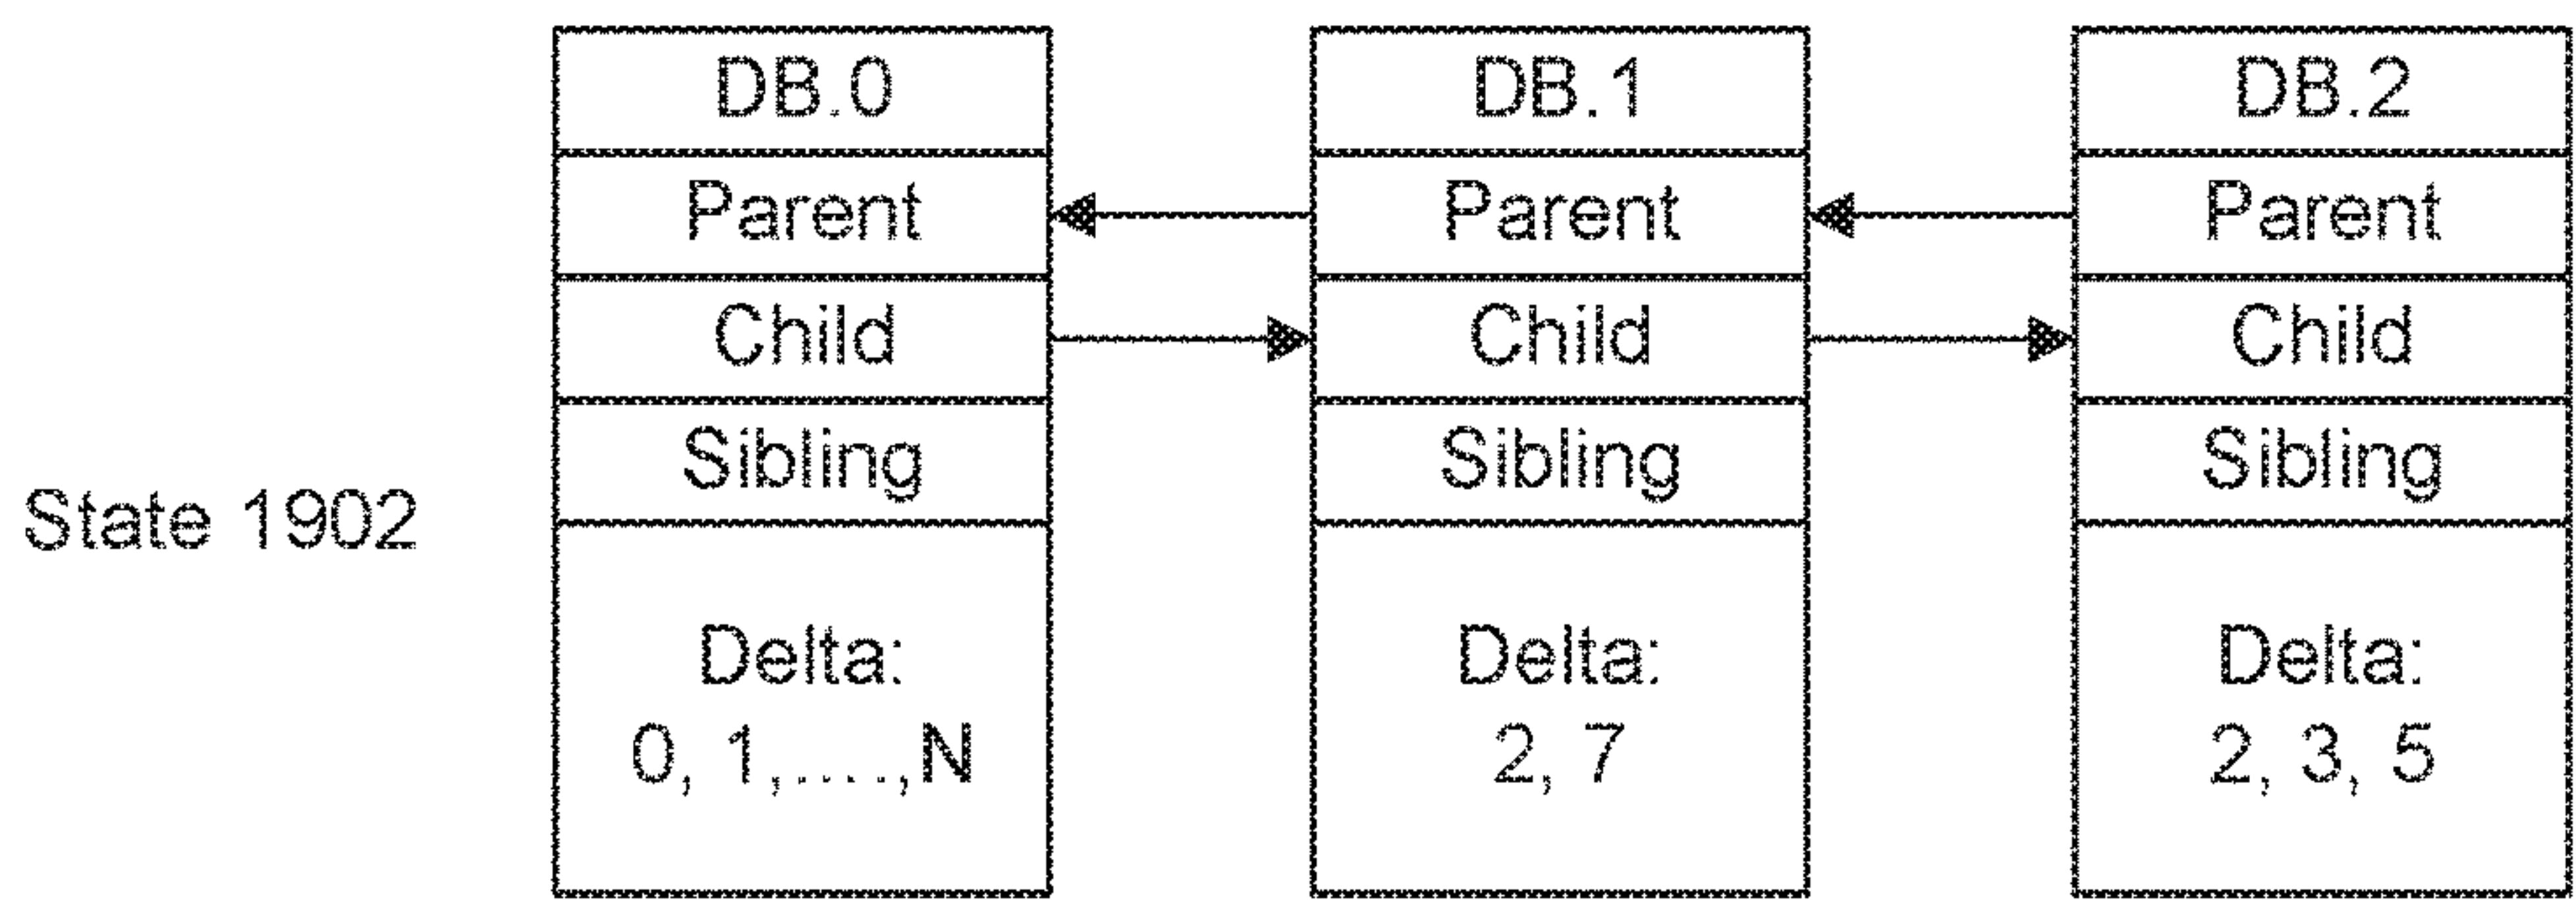 State 1902
DB.0
Parent
Child
Sibling
Delta:
0, 1,....,N
DB.1
Parent
Child
Sibling
Delta:
2, 7
DB.2
Parent
Child
Sibling
Delta:
2, 3, 5